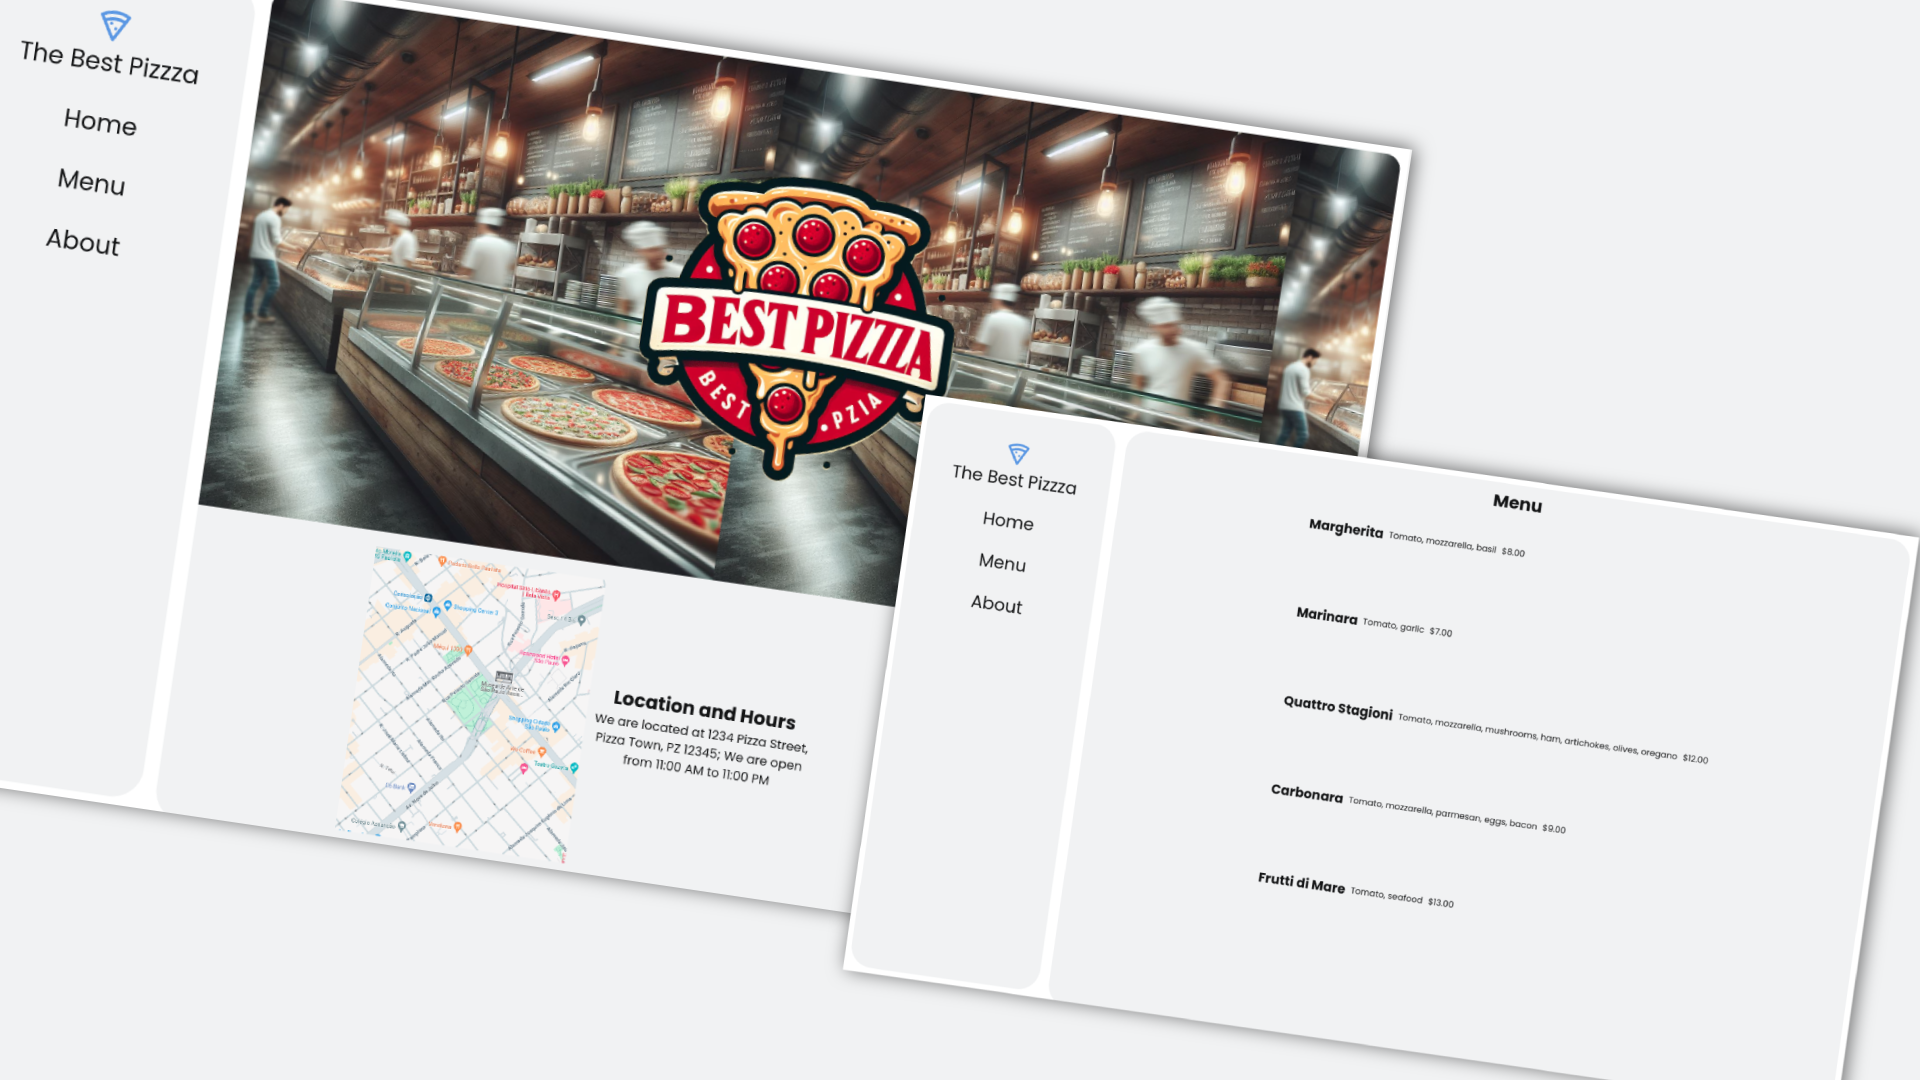 The Best Pizzza
Home
Menu
About
BEST PIZZZA
BEST
PZIA
Location and Hours
We are located at 1234 Pizza Street,
Pizza Town, PZ 12345; We are open
from 11:00 AM to 11:00 PM
The Best Pizzza
Home
Menu
About
Menu
Margherita Tomato, mozzarella, basil $8.00
Marinara Tomato, garlic $7.00
Quattro Stagioni Tomato, mozzarella, mushrooms, ham, artichokes, olives, oregano $12.00
Carbonara Tomato, mozzarella, parmesan, eggs, bacon $9.00
Frutti di Mare Tomato, seafood $13.00